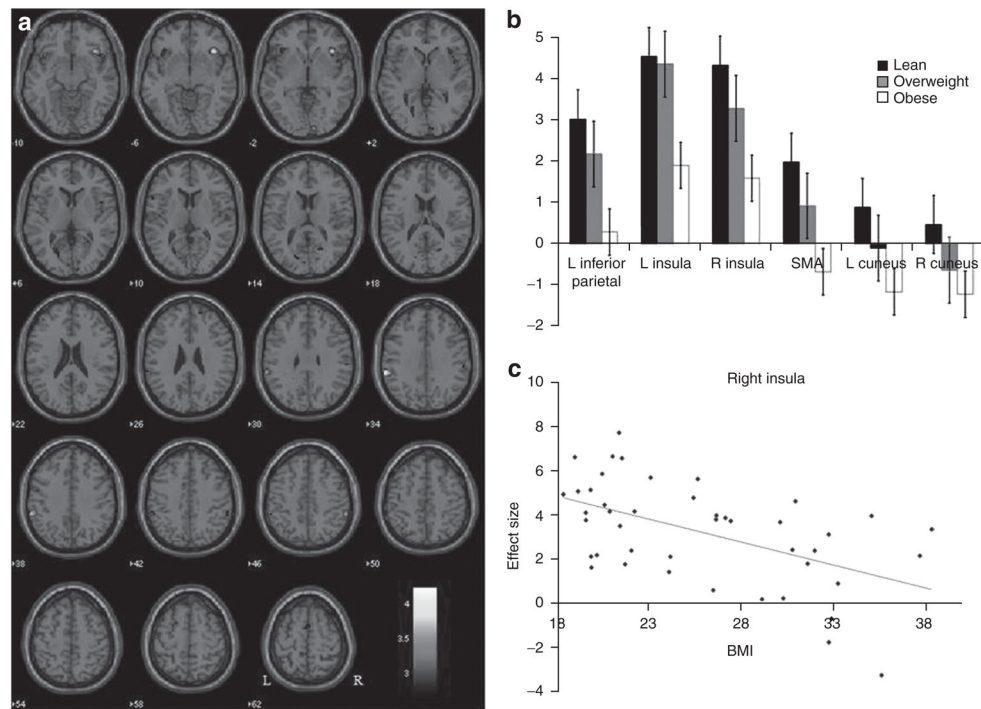 a
-10
-6
-2
+2
+6
10
14
18
22
26
30
34
38
42
46
50
54
58
62
L R
4
3.5
3
b
5
4
3
2
1
0
−1
−2
Lean
Overweight
Obese
L inferior parietal
L insula
R insula
SMA
L cuneus
R cuneus
c
Right insula
10
8
6
4
2
0
−2
−4
Effect size
18 23 28 33 38
BMI